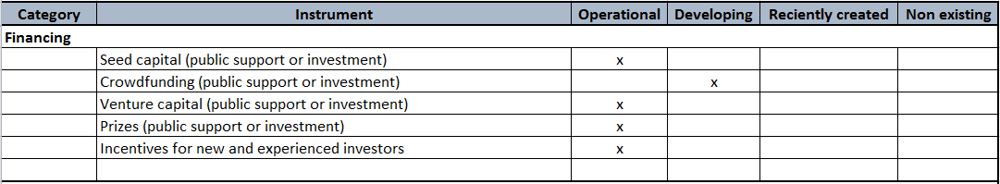 Category Instrument Operational Developing Reciently created Non existing
Financing
Seed capital (public support or investment) x
Crowdfunding (public support or investment) x
Venture capital (public support or investment) x
Prizes (public support or investment) x
Incentives for new and experienced investors x